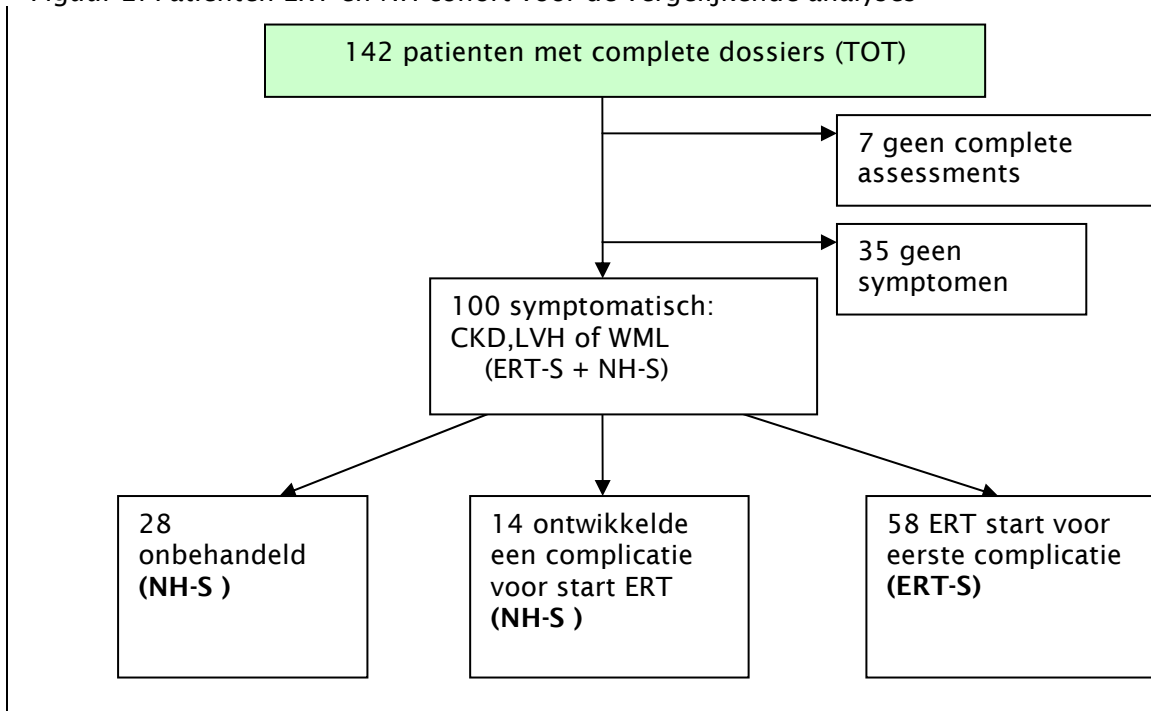 142 patienten met complete dossiers (TOT)
7 geen complete
assessments
35 geen
symptomen
100 symptomatisch:
CKD,LVH of WML
(ERT-S + NH-S)
28
onbehandeld
(NH-S )
14 ontwikkelde
een complicatie
voor start ERT
(NH-S )
58 ERT start voor
eerste complicatie
(ERT-S)